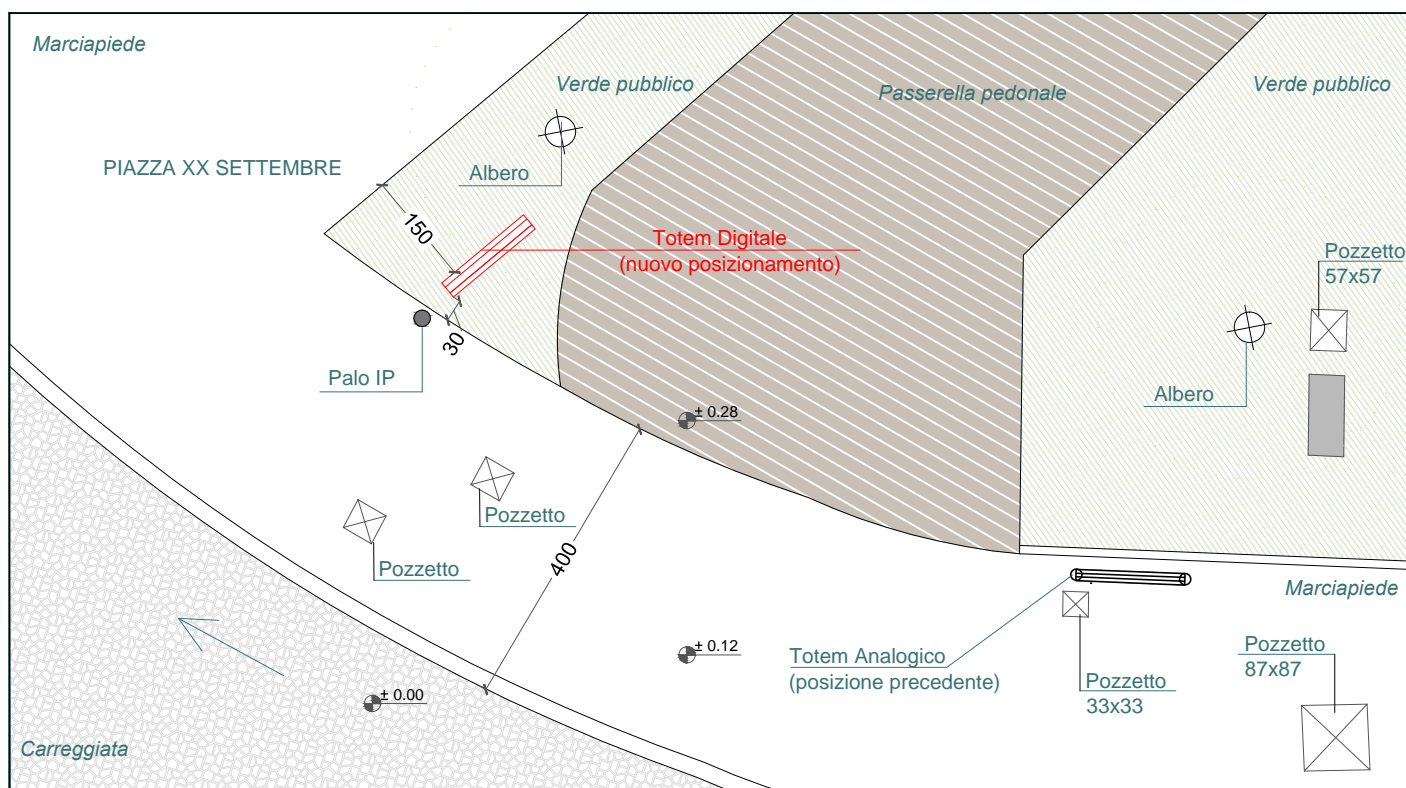 Marciapiede
Verde pubblico
Passerella pedonale
Verde pubblico
PIAZZA XX SETTEMBRE
Albero
150
Totem Digitale
(nuovo posizionamento)
Pozzetto
57x57
30
Palo IP
Albero
± 0.28
Pozzetto
400
Pozzetto
Marciapiede
± 0.12
Totem Analogico
(posizione precedente)
Pozzetto
33x33
Pozzetto
87x87
± 0.00
Carreggiata